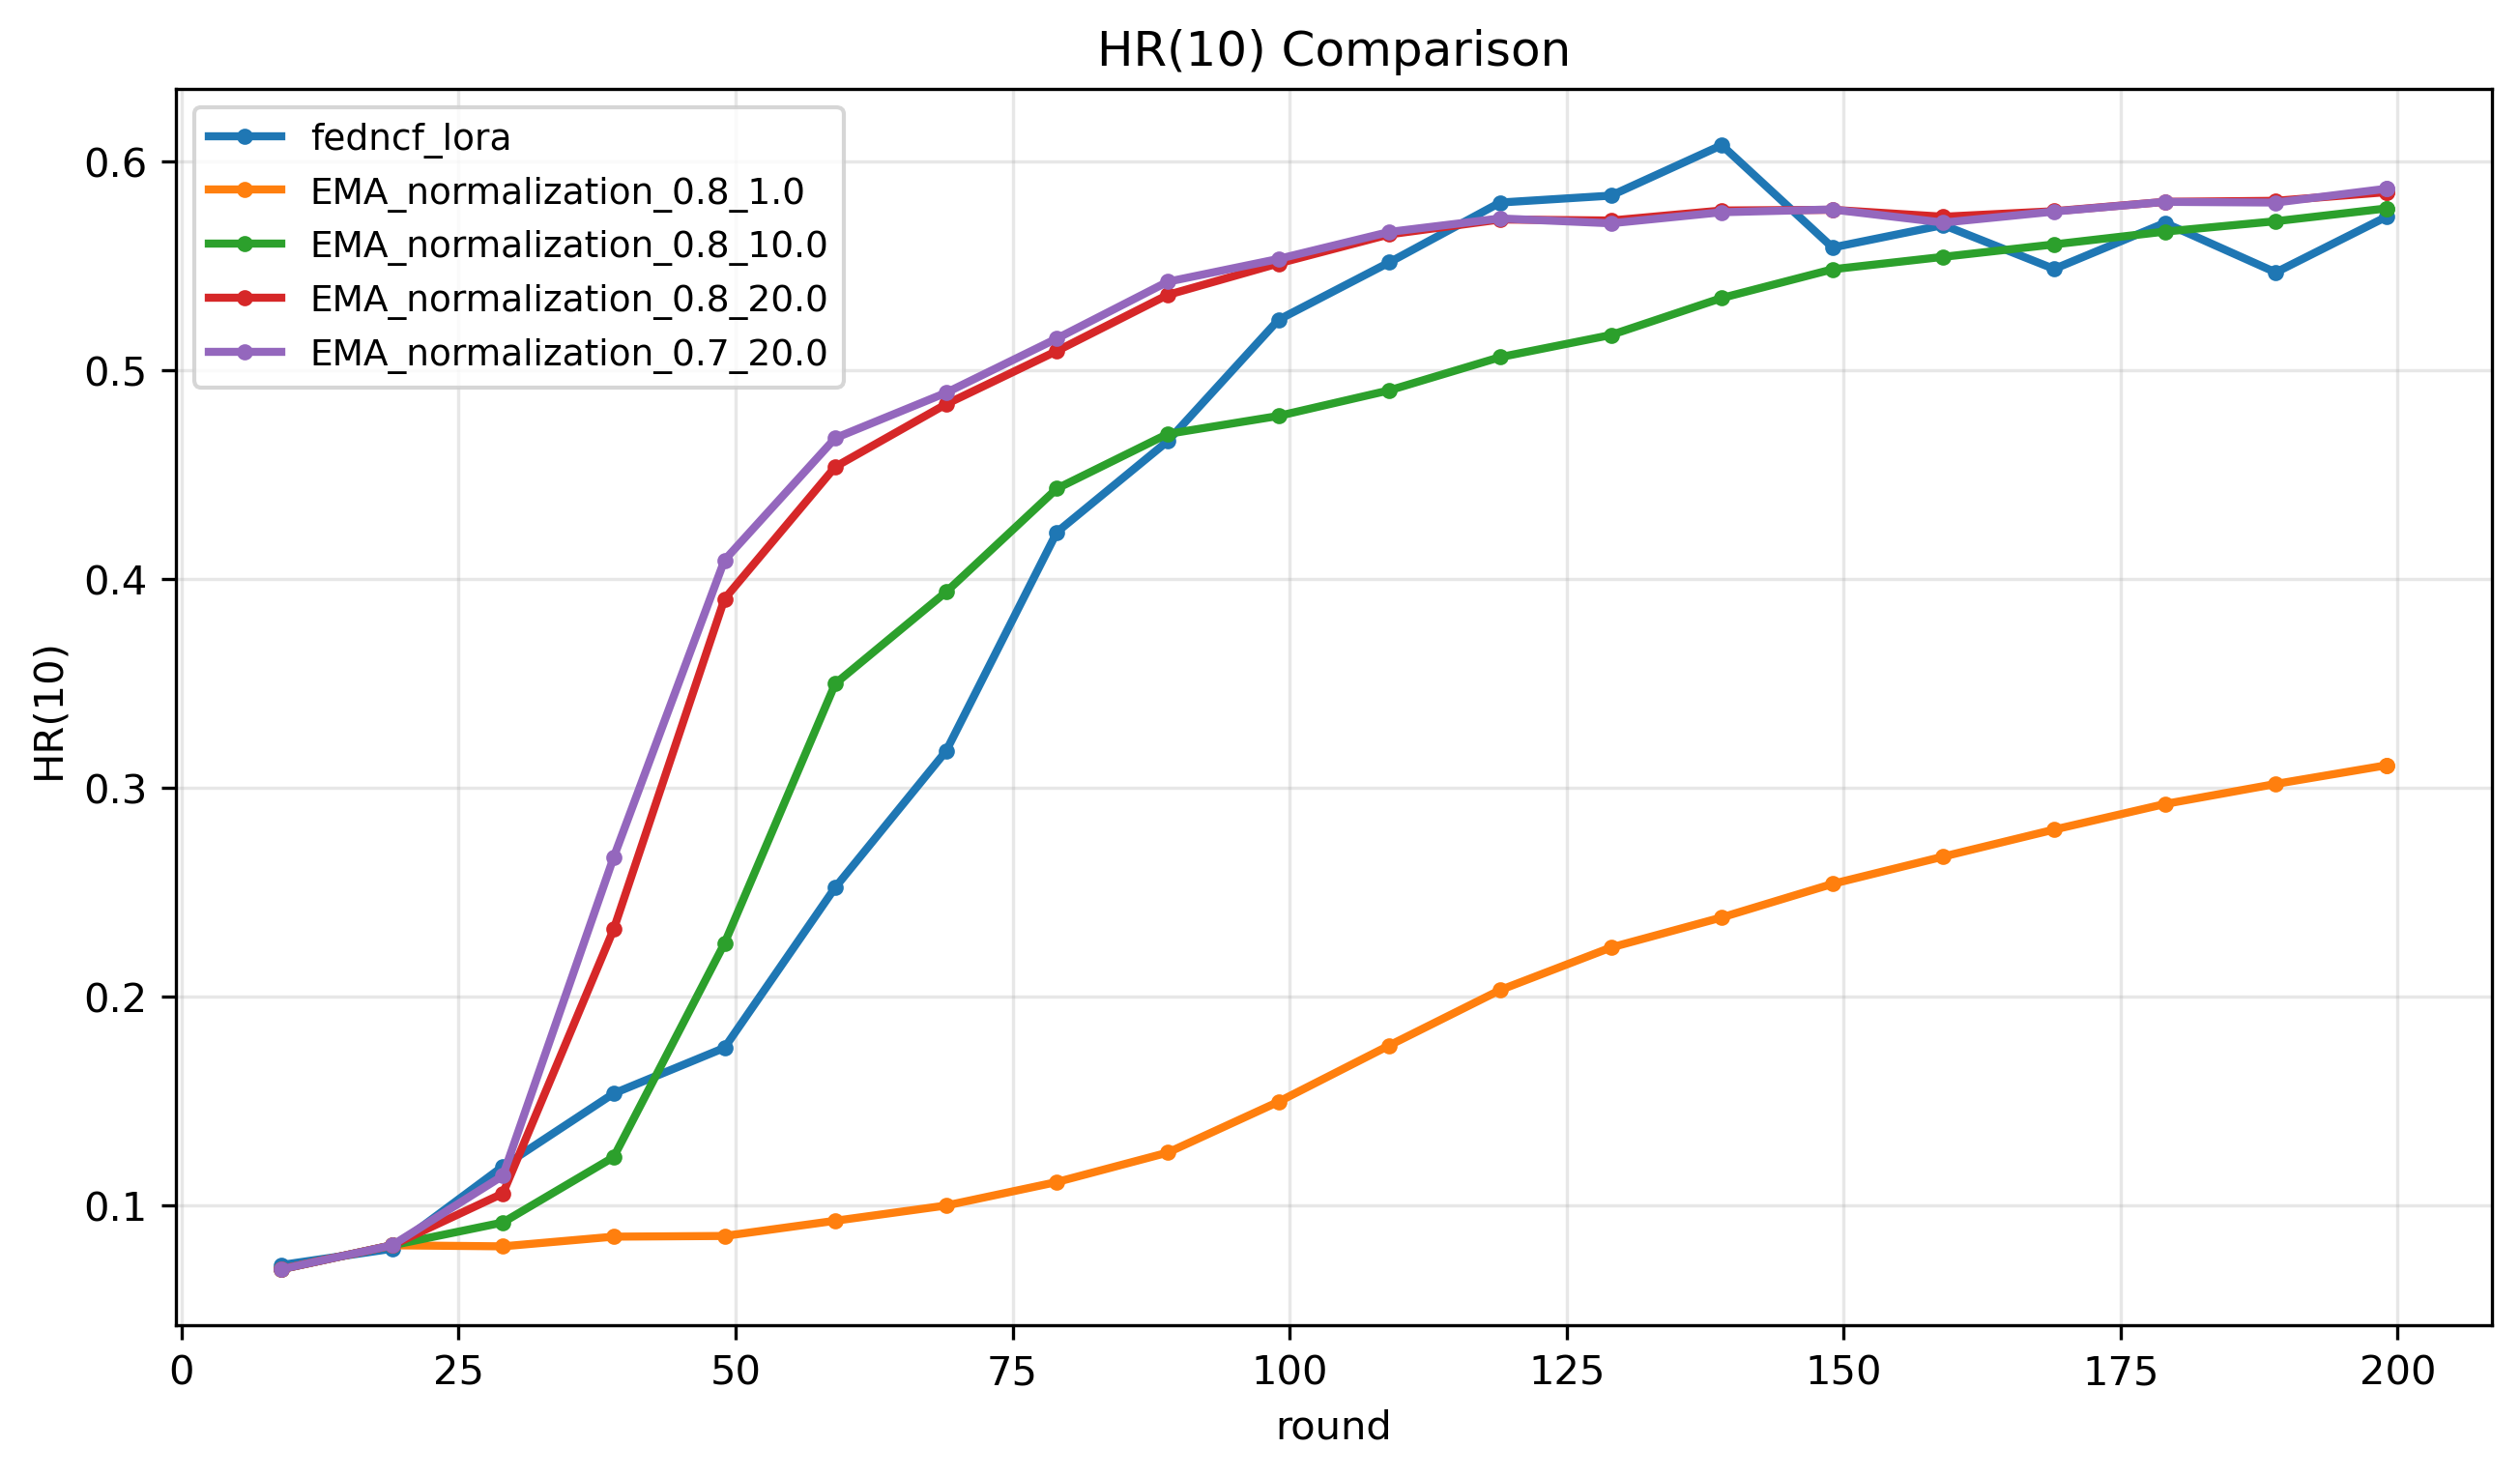 HR(10) Comparison
fedncf_lora
EMA_normalization_0.8_1.0
EMA_normalization_0.8_10.0
EMA_normalization_0.8_20.0
EMA_normalization_0.7_20.0
HR(10)
0.6
0.5
0.4
0.3
0.2
0.1
0 25 50 75 100 125 150 175 200
round